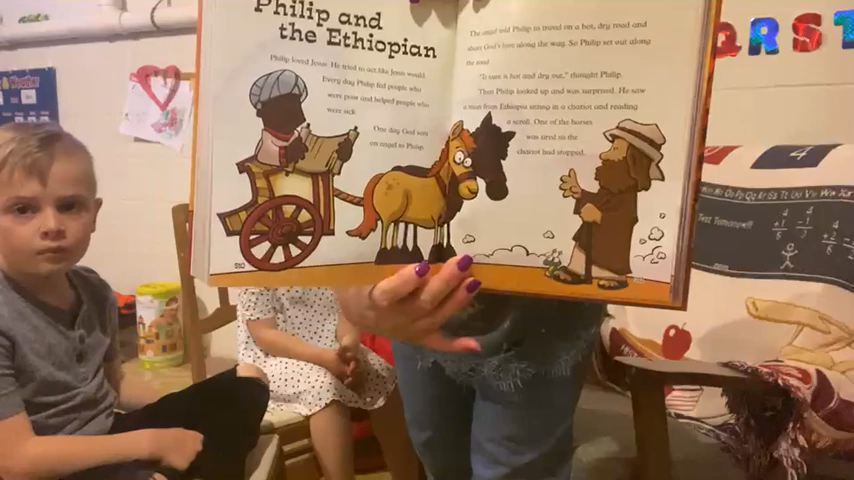 Philip and
the Ethiopian
Philip loved Jesus. He tried to act like Jesus would.
Every day Philip fed people who
were poor and helped people who
were sick.
One day God sent
an angel to Philip.
The angel told Philip to travel on a hot, dry road and
share God's love along the way. So Philip set out along
the road.
"It sure is hot and dry out," thought Philip.
Then Philip looked up and was surprised. He saw
a man from Ethiopia sitting in a chariot and reading
a scroll. One of the horses
was tired so the
chariot had stopped.
510
Q R S T
Test Tomorrow!!